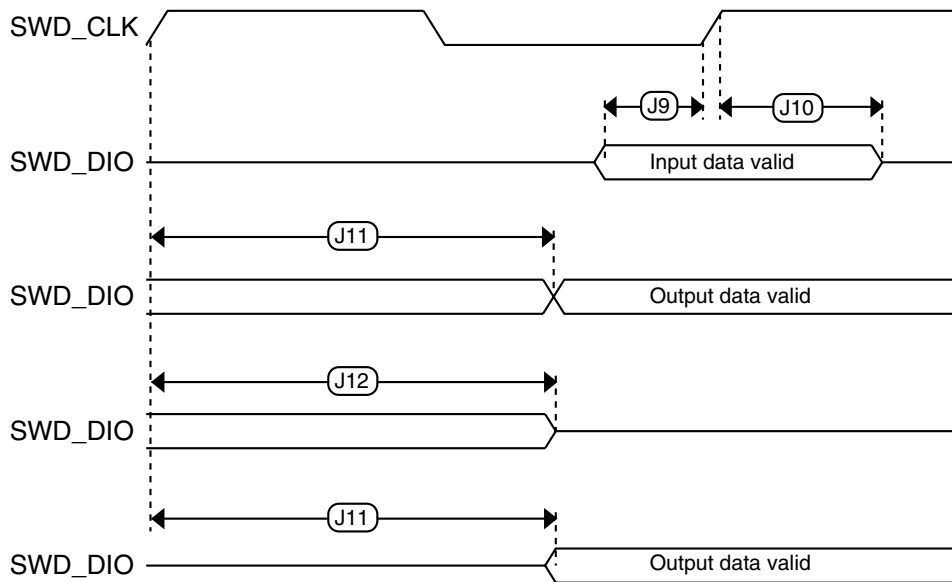 SWD_CLK
J9
J10
SWD_DIO
Input data valid
J11
SWD_DIO
Output data valid
J12
SWD_DIO
J11
SWD_DIO
Output data valid